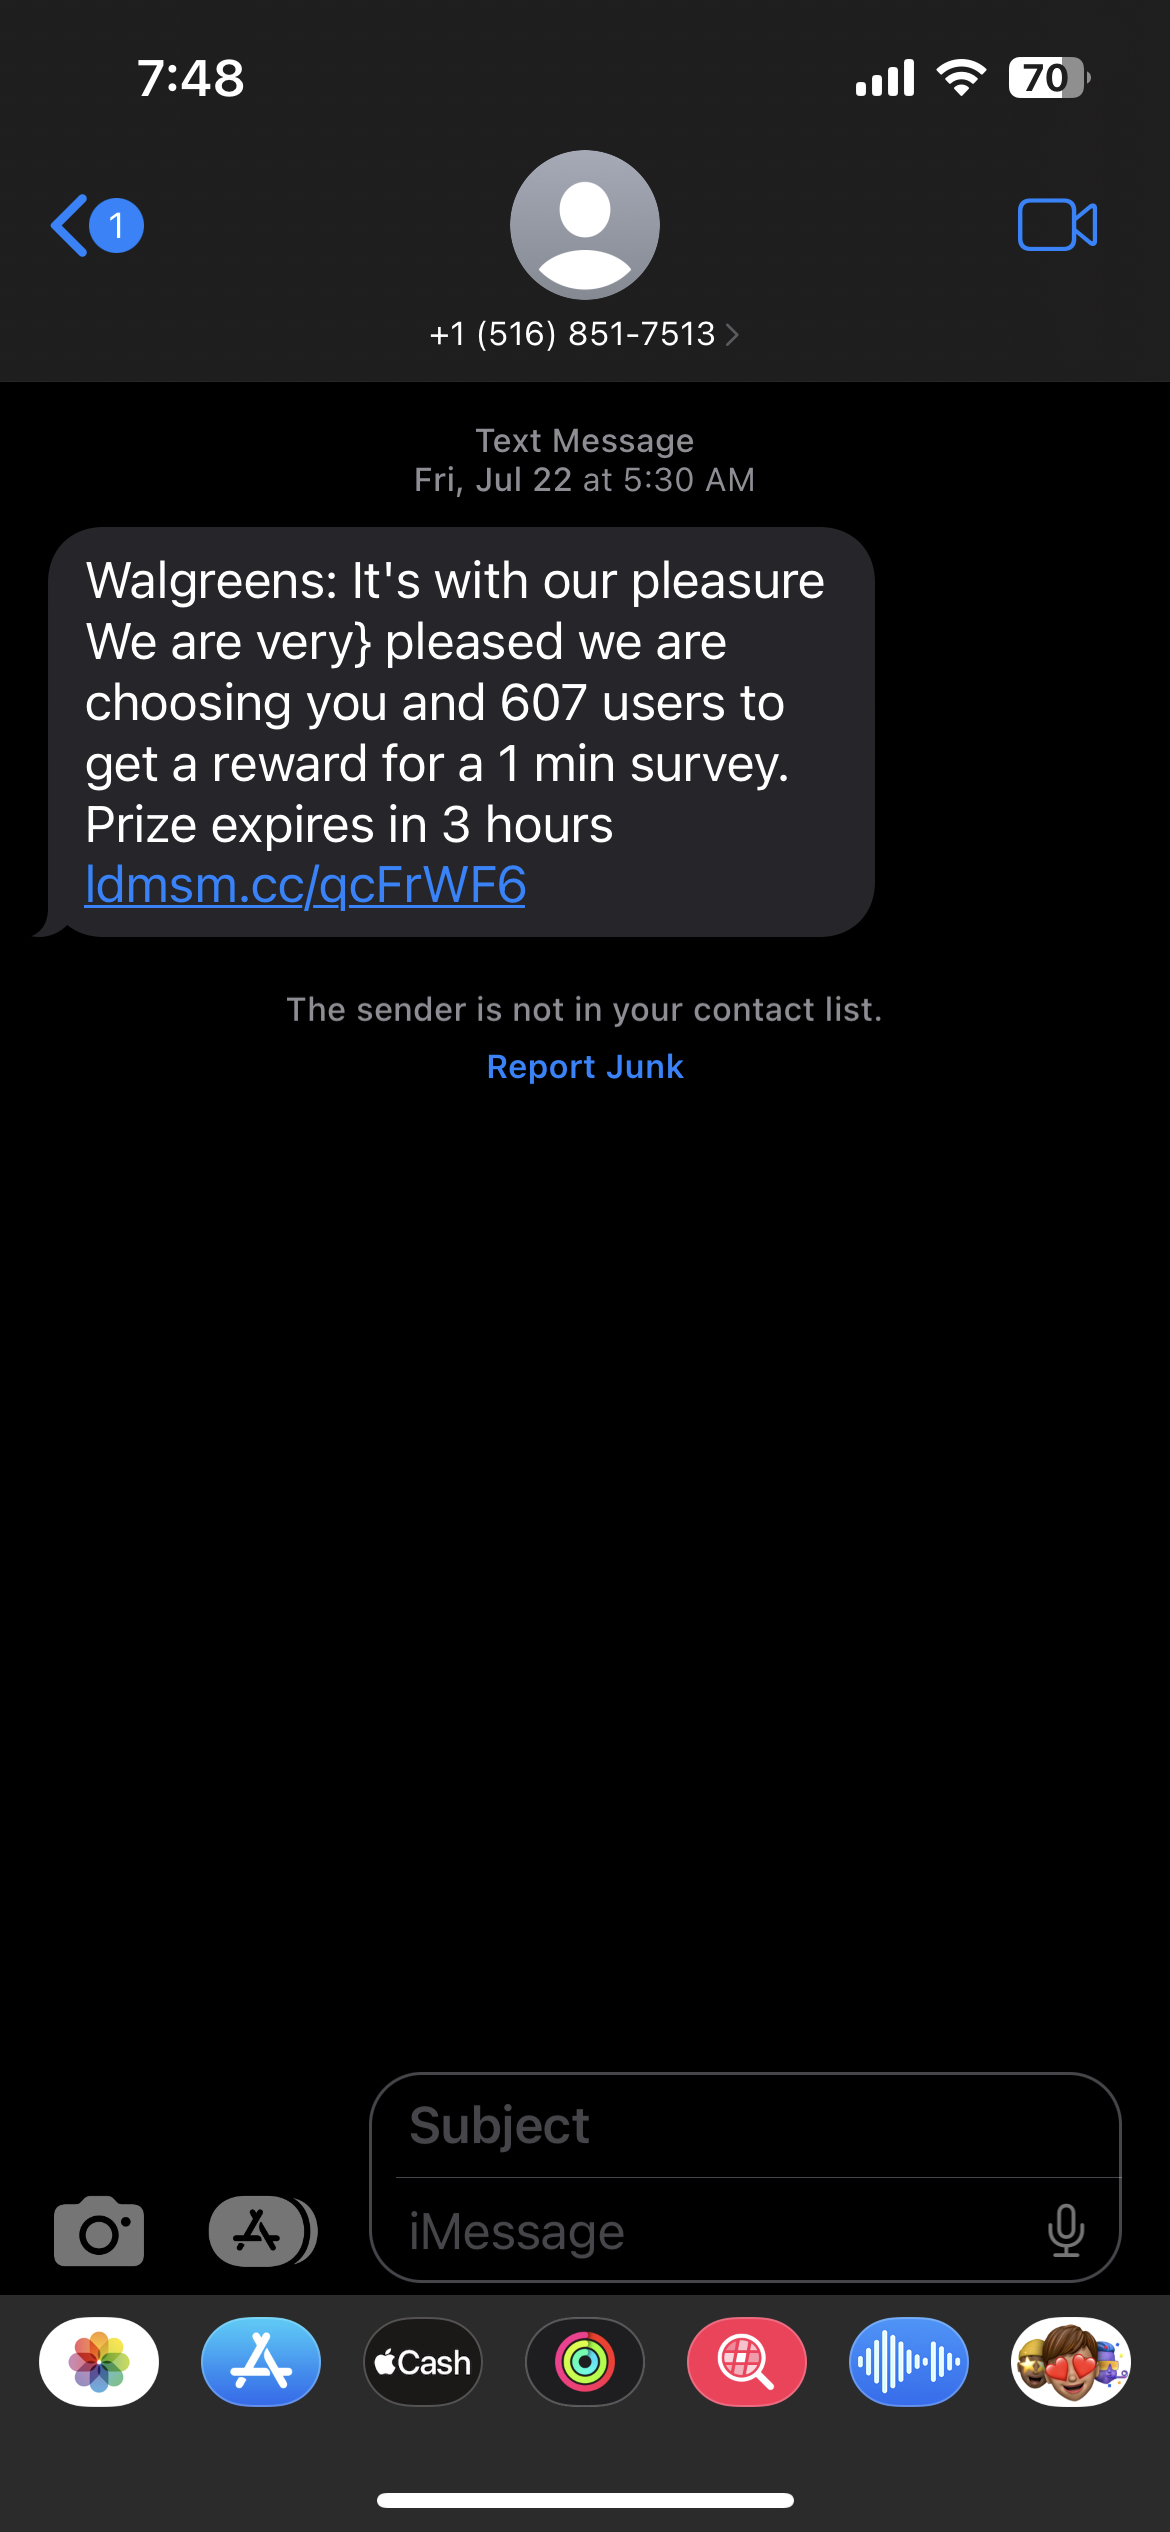 7:48
70
1
+1 (516) 851-7513
Text Message
Fri, Jul 22 at 5:30 AM
Walgreens: It's with our pleasure
We are very} pleased we are
choosing you and 607 users to
get a reward for a 1 min survey.
Prize expires in 3 hours
ldmsm.cc/qcFrWF6
The sender is not in your contact list.
Report Junk
Subject
iMessage
Cash